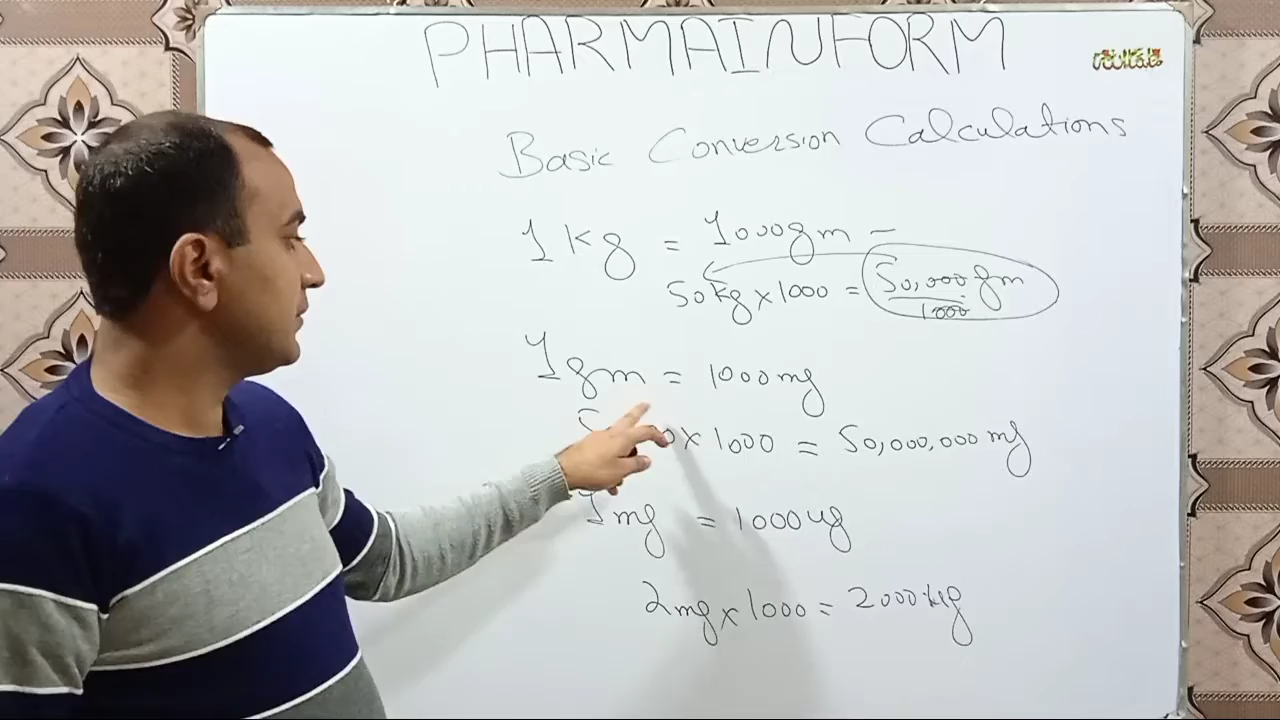 PHARMAINFORM
Basic Conversion Calculations
1 kg = 1000 gm –
50 kg x 1000 = 50,000 gm
1000
1 gm = 1000 mg
x 1000 = 50,000,000 mg
1 mg = 1000 ug
2 mg x 1000 = 2000